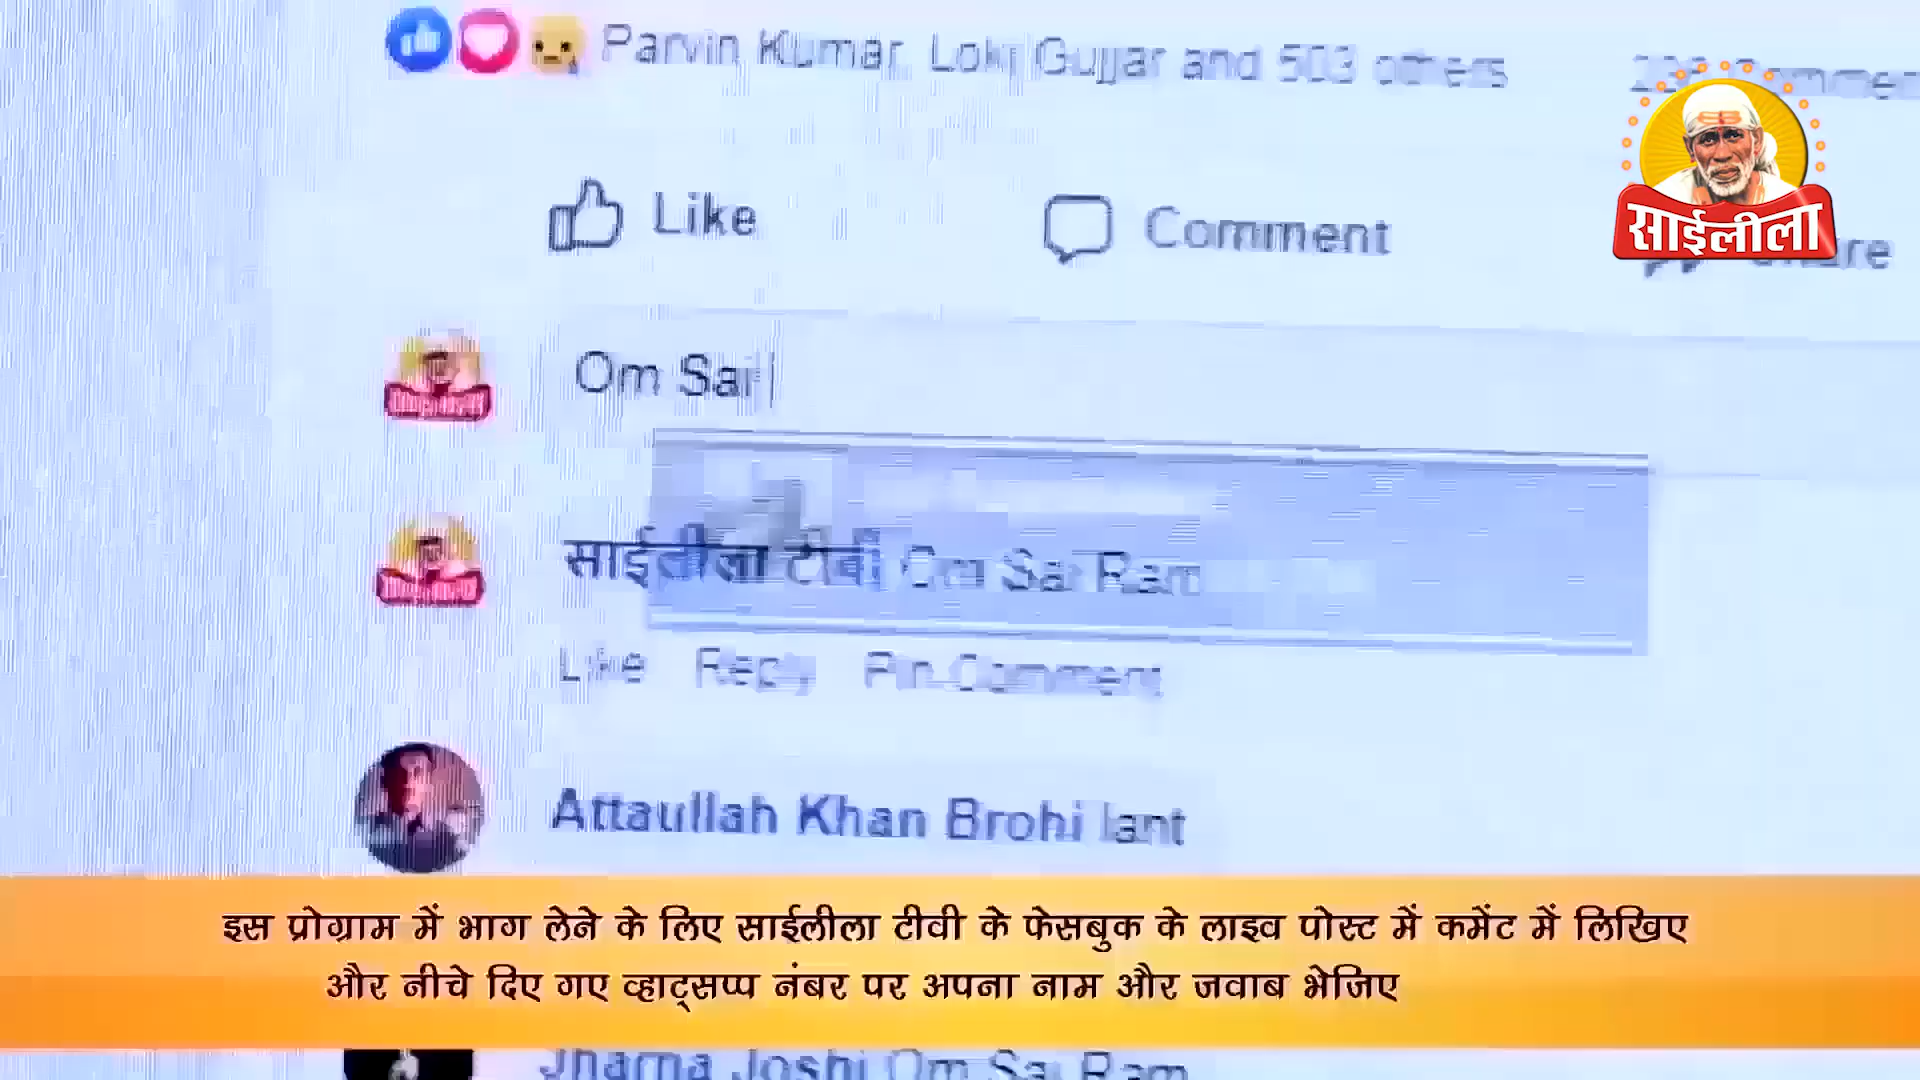 Parvin Kumar, Loki Gujjar and 503 others
Like
Comment
साईलीला
Om Sai
साईलीला टीवी Om Sai Ram
Like Reply Pin Comment
Attaullah Khan Brohi lant
इस प्रोग्राम में भाग लेने के लिए साईलीला टीवी के फेसबुक के लाइव पोस्ट में कमेंट में लिखिए
और नीचे दिए गए व्हाट्सप्प नंबर पर अपना नाम और जवाब भेजिए
Joshi Om Sai Ram